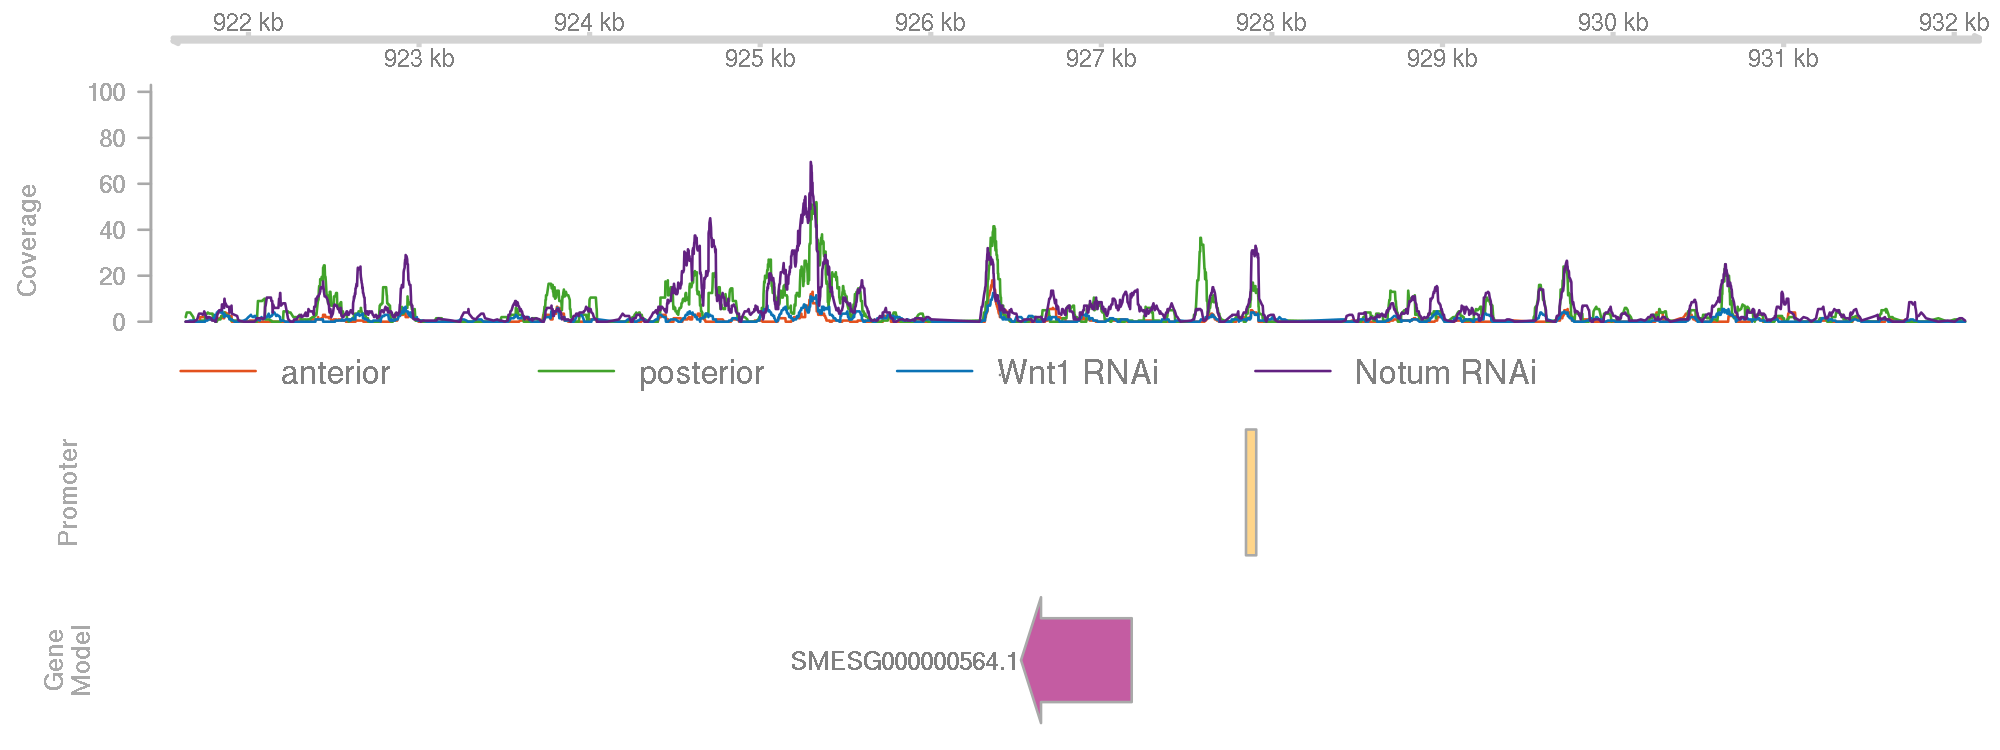 922 kb 924 kb 926 kb 928 kb 930 kb 932 kb
923 kb 925 kb 927 kb 929 kb 931 kb
Coverage
100
80
60
40
20
0
anterior posterior Wnt1 RNAi Notum RNAi
Promoter
Gene
Model
SMESG000000564.1